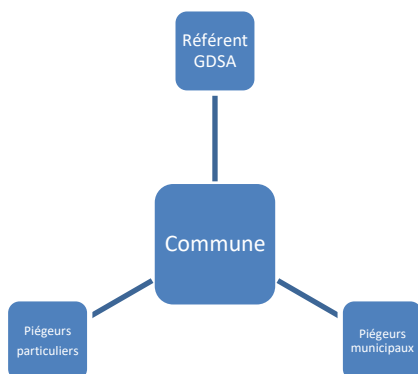 Référent
GDSA
Commune
Piégeurs
particuliers
Piégeurs
municipaux